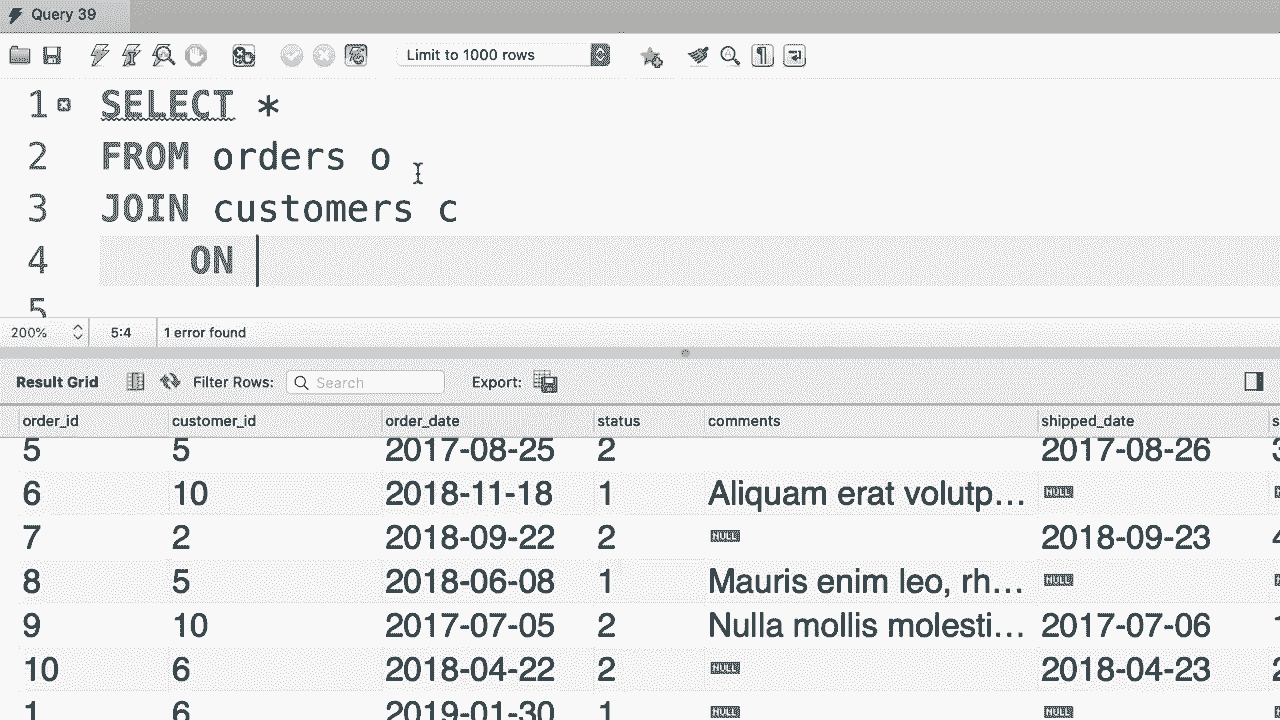 Query 39
Limit to 1000 rows
1 SELECT *
2 FROM orders o
3 JOIN customers c
4 ON
5
200% 5:4 1 error found
Result Grid Filter Rows: Search Export:
order_id customer_id order_date status comments shipped_date s
5 5 2017-08-25 2 2017-08-26 3
6 10 2018-11-18 1 Aliquam erat volutp... NULL
7 2 2018-09-22 2 NULL 2018-09-23 4
8 5 2018-06-08 1 Mauris enim leo, rh... NULL
9 10 2017-07-05 2 Nulla mollis molesti... 2017-07-06 1
10 6 2018-04-22 2 NULL 2018-04-23 2
1 6 2019-01-30 1 NULL NULL